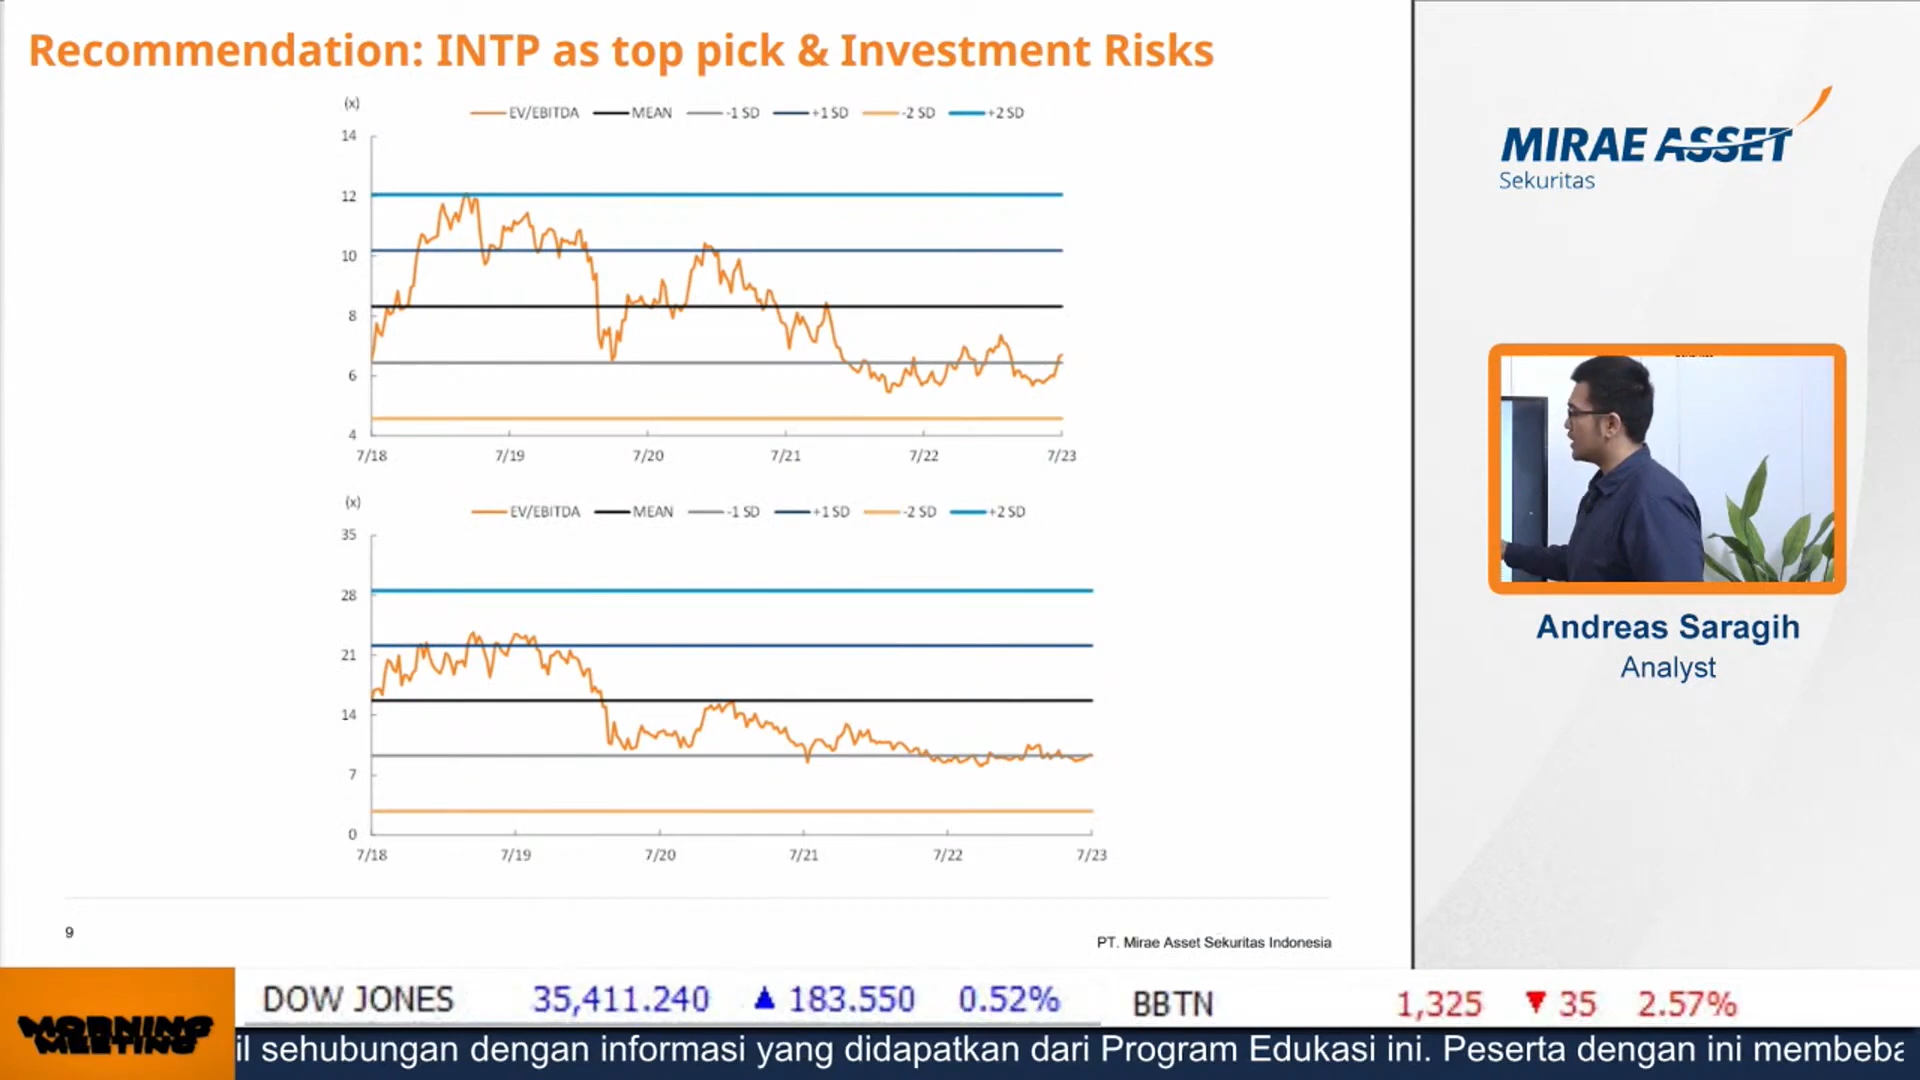 Recommendation: INTP as top pick & Investment Risks
(x)
EV/EBITDA MEAN -1 SD +1 SD -2 SD +2 SD
14
12
10
8
6
4
7/18 7/19 7/20 7/21 7/22 7/23
(x)
EV/EBITDA MEAN -1 SD +1 SD -2 SD +2 SD
35
28
21
14
7
0
7/18 7/19 7/20 7/21 7/22 7/23
9
PT. Mirae Asset Sekuritas Indonesia
MIRAE ASSET
Sekuritas
Andreas Saragih
Analyst
MORNING
MEETING
DOW JONES 35,411.240 ▲ 183.550 0.52% BBTN 1,325 ▼ 35 2.57%
il sehubungan dengan informasi yang didapatkan dari Program Edukasi ini. Peserta dengan ini membeba